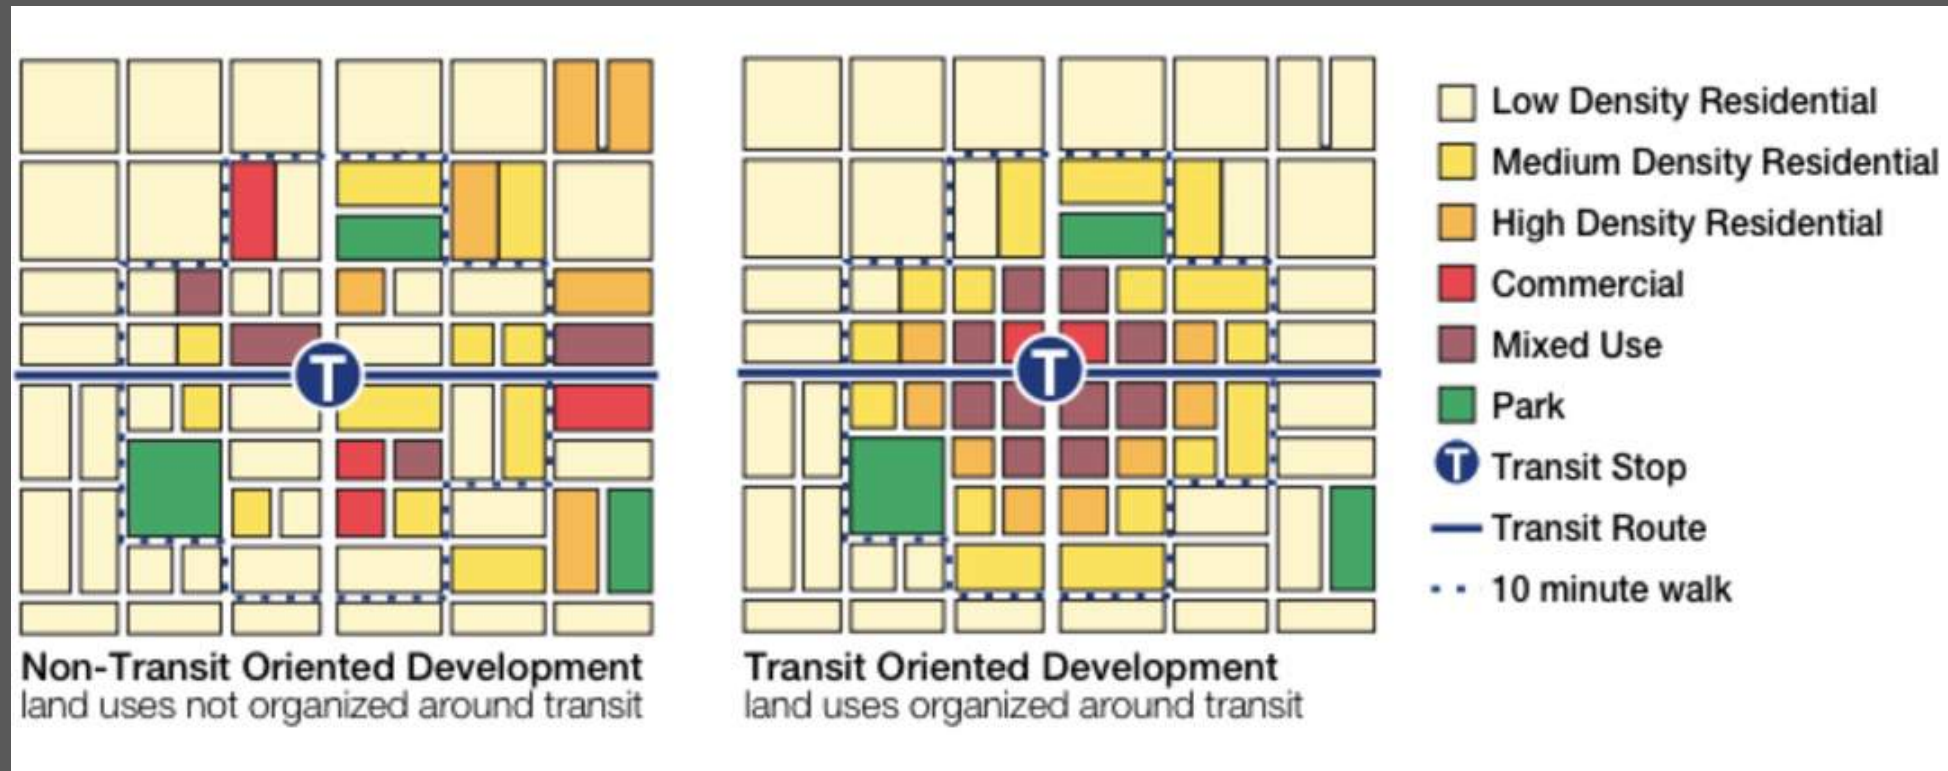 T
Non-Transit Oriented Development
land uses not organized around transit
T
Transit Oriented Development
land uses organized around transit
Low Density Residential
Medium Density Residential
High Density Residential
Commercial
Mixed Use
Park
T Transit Stop
Transit Route
10 minute walk